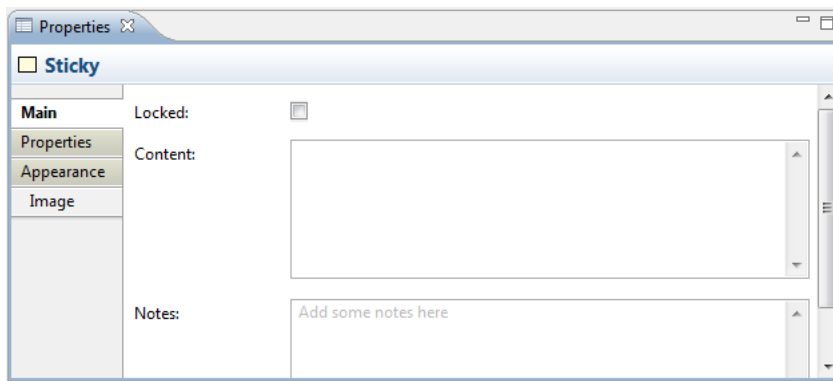 Properties
Sticky
Main
Properties
Appearance
Image
Locked:
Content:
Notes:
Add some notes here